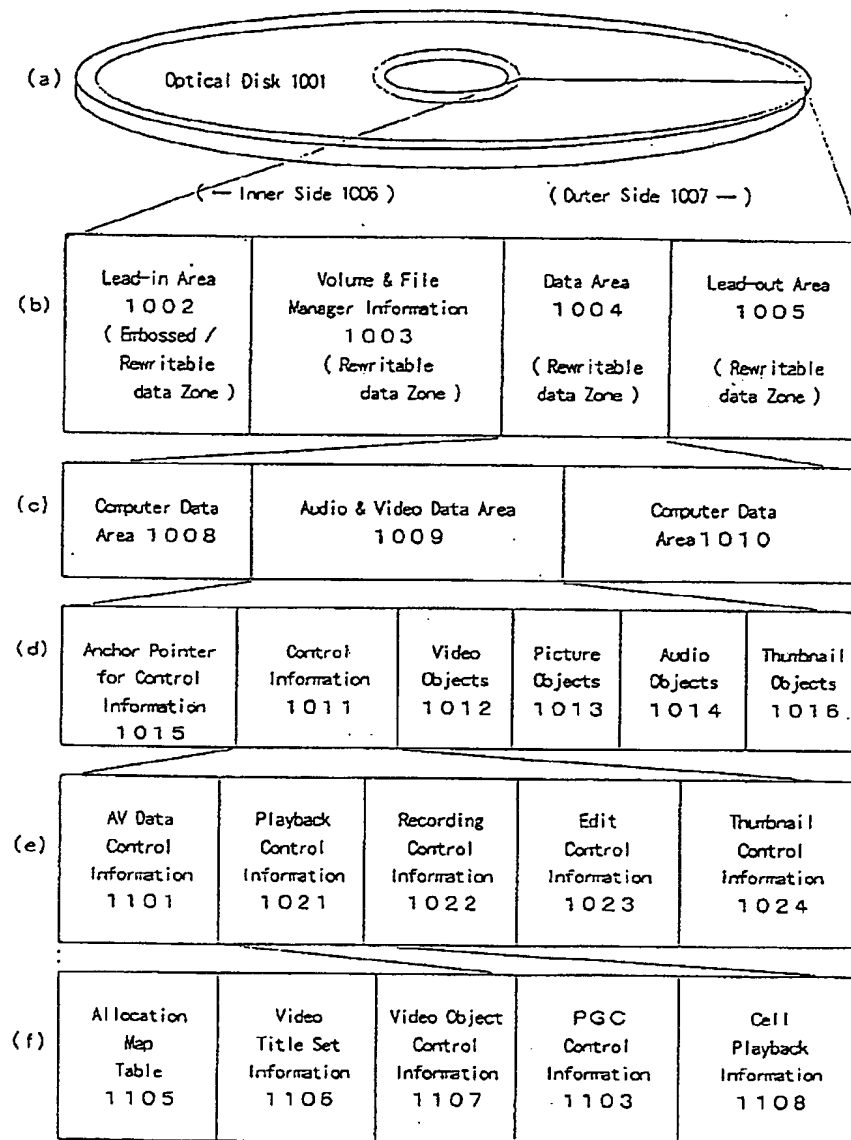 (a)
Optical Disk 1001
(← Inner Side 1006 )
( Outer Side 1007 — )
(b)
Lead-in Area
1002
( Embossed /
Rewritable
data Zone )
Volume & File
Manager Information
1003
( Rewritable
data Zone )
Data Area
1004
( Rewritable
data Zone )
Lead-out Area
1005
( Rewritable
data Zone )
(c)
Computer Data
Area 1008
Audio & Video Data Area
1009
Computer Data
Area 1010
(d)
Anchor Pointer
for Control
Information
1015
Control
Information
1011
Video
Objects
1012
Picture
Objects
1013
Audio
Objects
1014
Thumbnail
Objects
1016
(e)
AV Data
Control
Information
1101
Playback
Control
Information
1021
Recording
Control
Information
1022
Edit
Control
Information
1023
Thumbnail
Control
Information
1024
(f)
Allocation
Map
Table
1105
Video
Title Set
Information
1106
Video Object
Control
Information
1107
PGC
Control
Information
1103
Cell
Playback
Information
1108